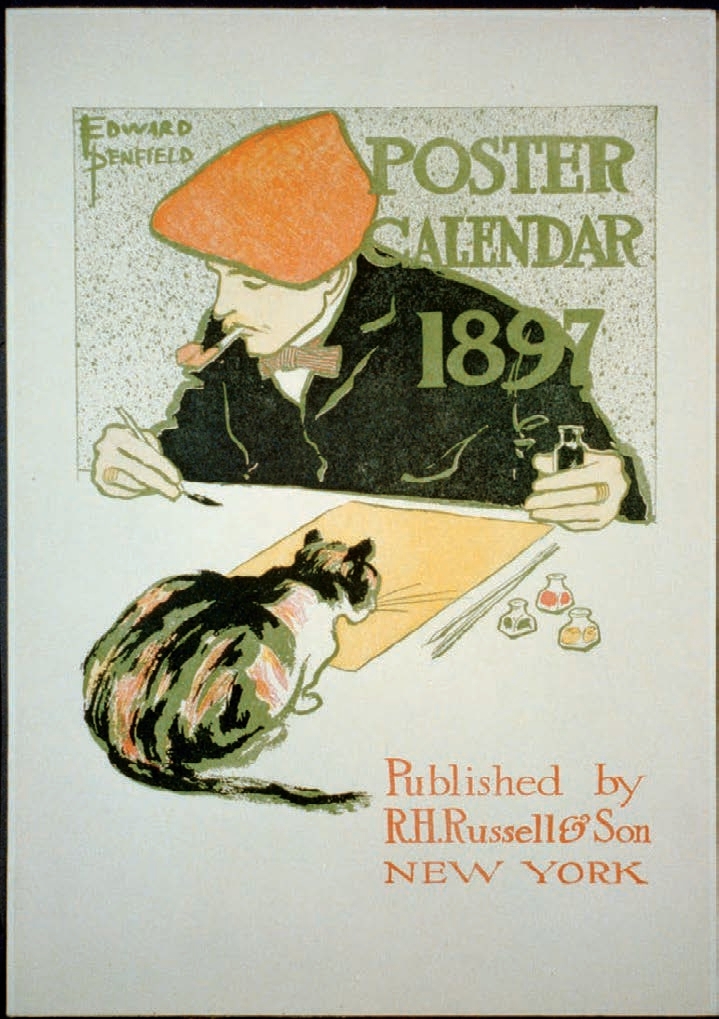 EDWARD
PENFIELD
POSTER
CALENDAR
1897
Published by
R.H.Russell & Son
NEW YORK